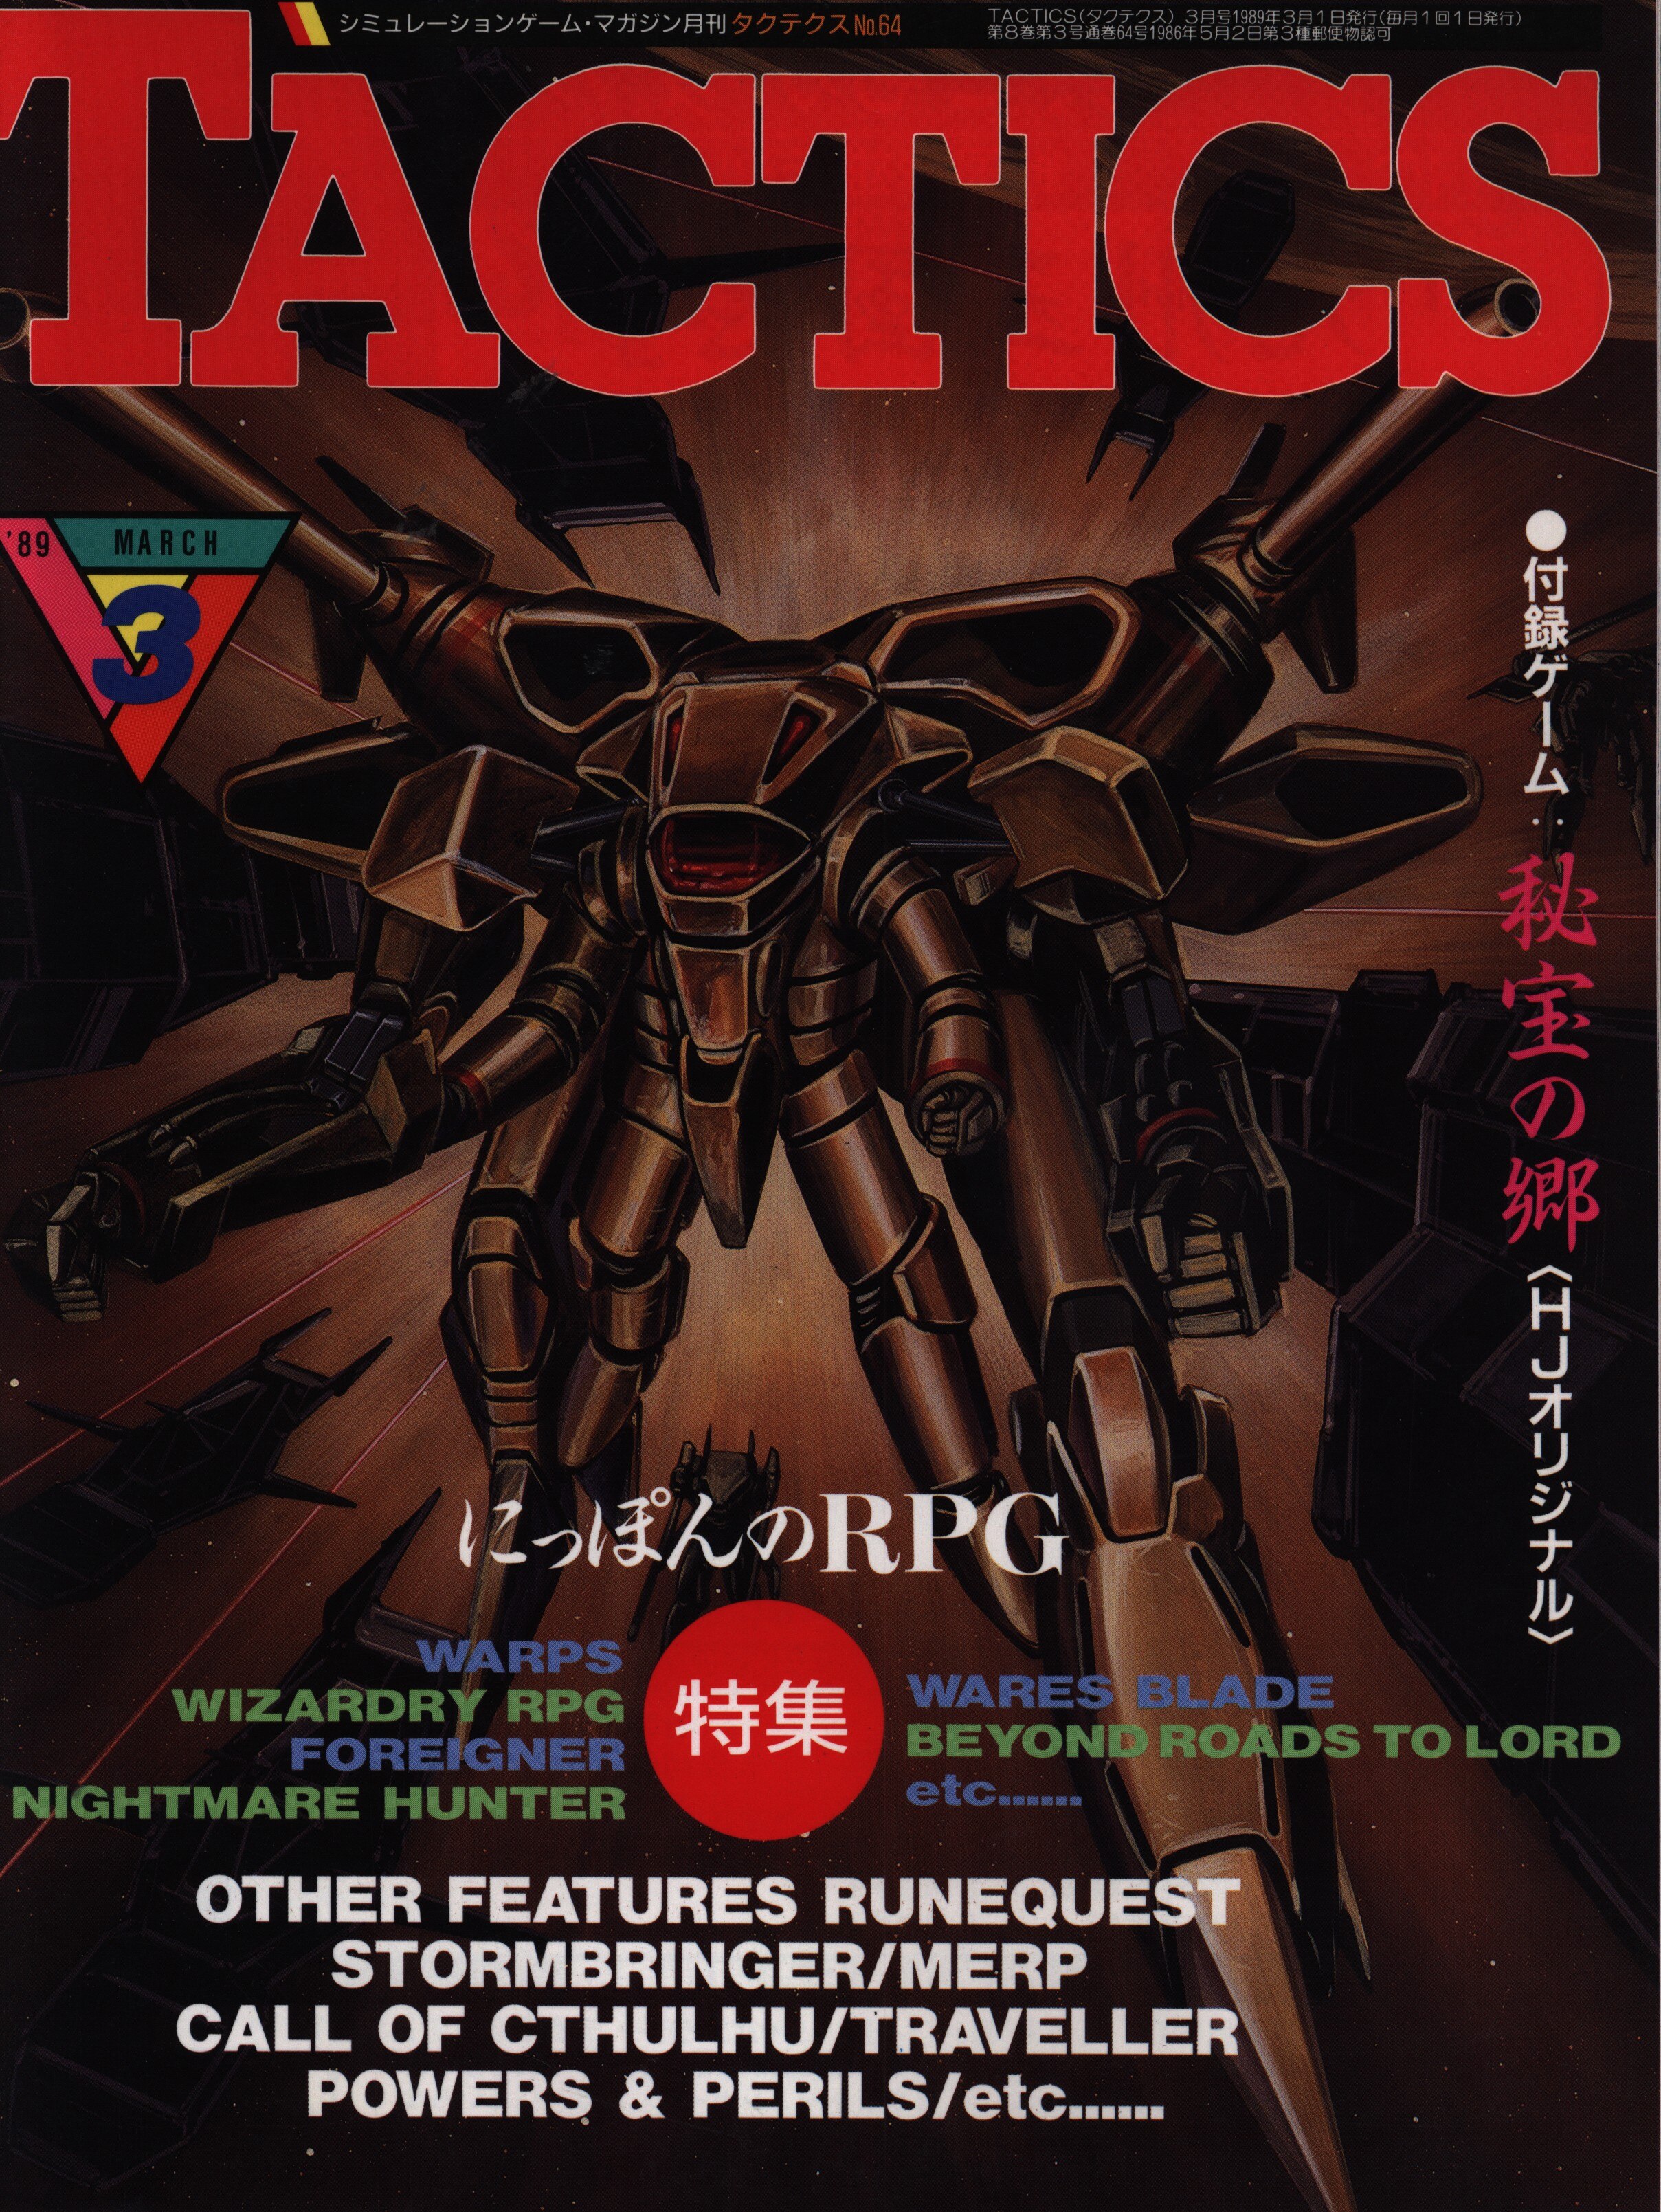 シミュレーションゲーム・マガジン月刊タクテクスNo.64
TACTICS(タクテクス) 3月号1989年3月1日発行(毎月1回1日発行)
第8巻第3号通巻64号1986年5月2日第3種郵便物認可
TACTICS
'89 MARCH
3
●付録ゲーム:秘宝の郷〈HJオリジナル〉
にっぽんのRPG
特集
WARPS
WIZARDRY RPG
FOREIGNER
NIGHTMARE HUNTER
WARES BLADE
BEYOND ROADS TO LORD
etc......
OTHER FEATURES RUNEQUEST
STORMBRINGER/MERP
CALL OF CTHULHU/TRAVELLER
POWERS & PERILS/etc......